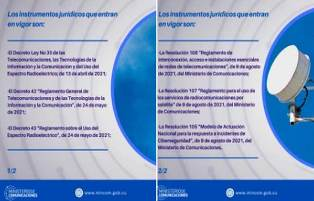 Los instrumentos jurídicos que entran
en vigor son:
-El Decreto Ley No 35 de las
Telecomunicaciones, las Tecnologías de la
Información y la Comunicación y del Uso del
Espectro Radioeléctrico; de 13 de abril de 2021;
-El Decreto 42 "Reglamento General de
Telecomunicaciones y de las Tecnologías de la
Información y la Comunicación", de 24 de mayo
de 2021;
-El Decreto 43 "Reglamento sobre el Uso del
Espectro Radioeléctrico", de 24 de mayo de 2021;
1/2
MINISTERIO DE
COMUNICACIONES
www.mincom.gob.cu
Los instrumentos jurídicos que entran
en vigor son:
-La Resolución 106 "Reglamento de
interconexión, acceso e instalaciones esenciales
de redes de telecomunicaciones", de 9 de agosto
de 2021, del Ministerio de Comunicaciones;
-La Resolución 107 "Reglamento para el uso de
los servicios de radiocomunicaciones por
satélite" de 9 de agosto de 2021, del Ministerio
de Comunicaciones;
-La Resolución 105 "Modelo de Actuación
Nacional para la respuesta a incidentes de
Ciberseguridad", de 9 de agosto de 2021, del
Ministerio de Comunicaciones.
2/2
MINISTERIO DE
COMUNICACIONES
www.mincom.gob.cu